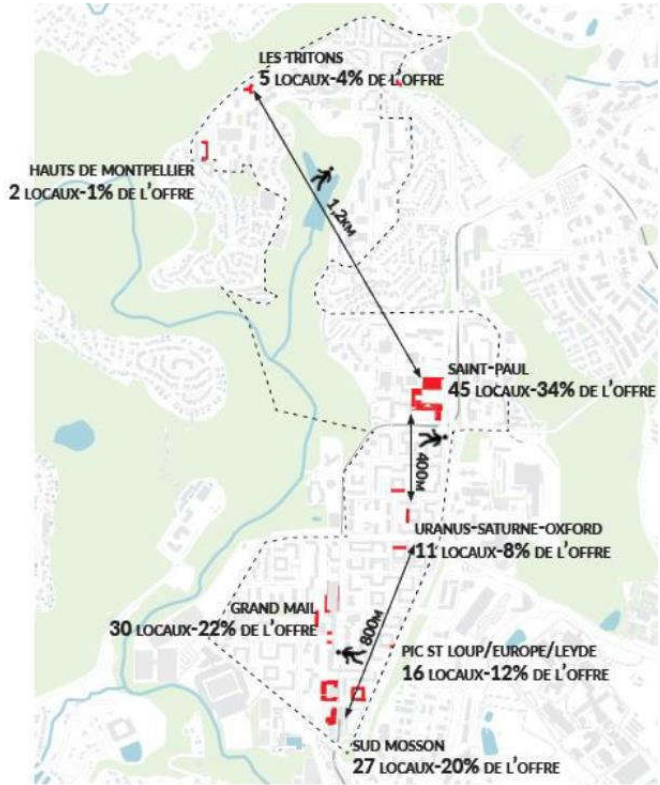 LES TRITONS
5 LOCAUX-4% DE L'OFFRE
HAUTS DE MONTPELLIER
2 LOCAUX-1% DE L'OFFRE
1,2KM
SAINT-PAUL
45 LOCAUX-34% DE L'OFFRE
400M
URANUS-SATURNE-OXFORD
11 LOCAUX-8% DE L'OFFRE
GRAND MAIL
30 LOCAUX-22% DE L'OFFRE
800M
PIC ST LOUP/EUROPE/LEYDE
16 LOCAUX-12% DE L'OFFRE
SUD MOSSON
27 LOCAUX-20% DE L'OFFRE